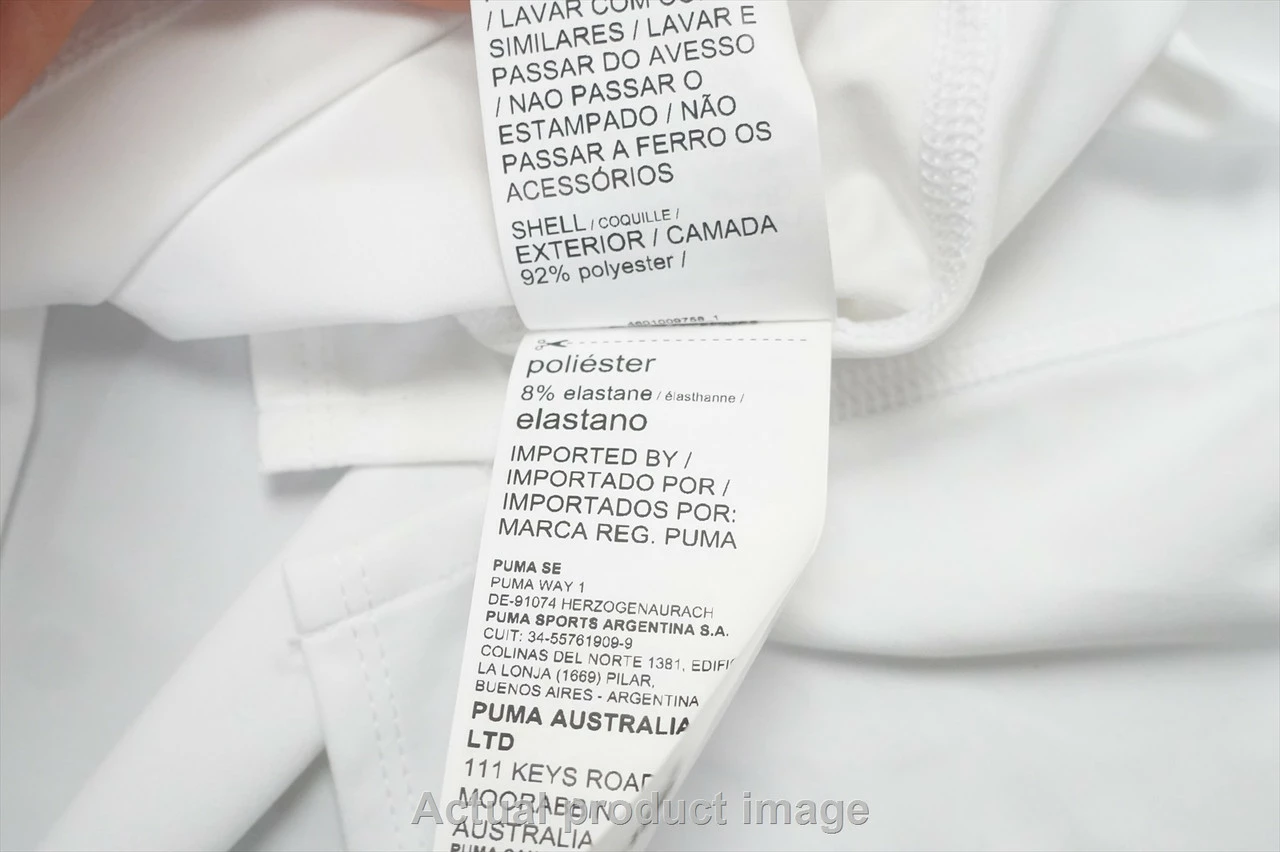 / LAVAR COM
SIMILARES / LAVAR E
PASSAR DO AVESSO
/ NAO PASSAR O
ESTAMPADO / NÃO
PASSAR A FERRO OS
ACESSÓRIOS
SHELL / COQUILLE /
EXTERIOR / CAMADA
92% polyester /
poliéster
8% elastane / élasthanne /
elastano
IMPORTED BY /
IMPORTADO POR /
IMPORTADOS POR:
MARCA REG. PUMA
PUMA SE
PUMA WAY 1
DE-91074 HERZOGENAURACH
PUMA SPORTS ARGENTINA S.A.
CUIT: 34-55761909-9
COLINAS DEL NORTE 1381,
LA LONJA (1669) PILAR,
BUENOS AIRES - ARGENTINA
PUMA AUSTRALIA
LTD
111 KEYS ROAD
MOORABBIN
AUSTRALIA
Actual product image